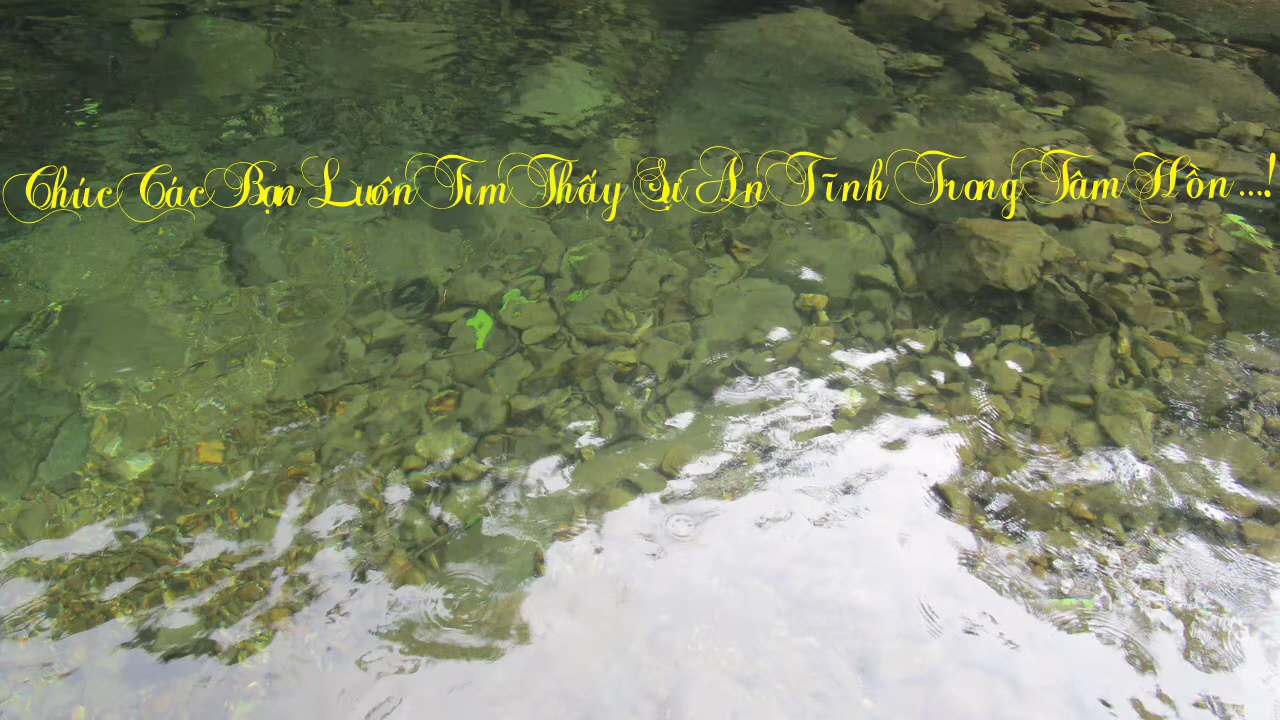 Chúc Các Bạn Luôn Tìm Thấy Sự An Tĩnh Trong Tâm Hồn ...!